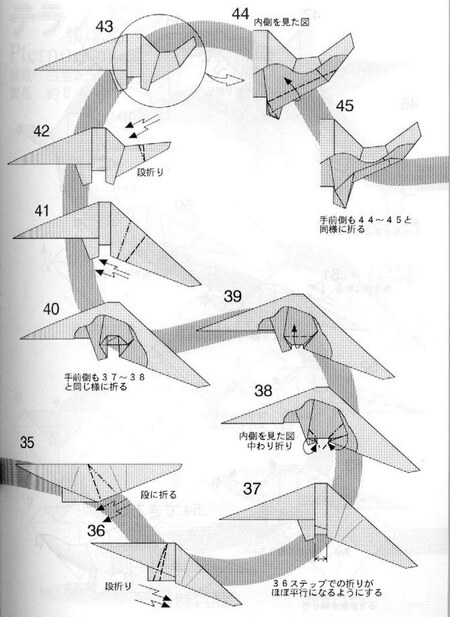 43
44
内側を見た図
45
手前側も４４～４５と
同様に折る
42
段折り
41
40
手前側も３７～３８
と同じ様に折る
39
38
内側を見た図
中わり折り
35
段に折る
36
段折り
37
３６ステップでの折りが
ほぼ平行になるようにする